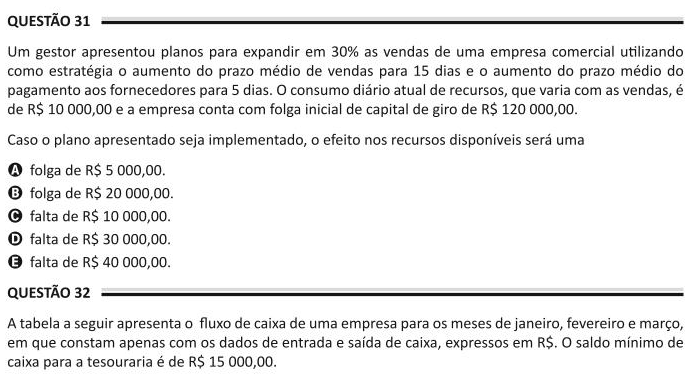 QUESTÃO 31
Um gestor apresentou planos para expandir em 30% as vendas de uma empresa comercial utilizando
como estratégia o aumento do prazo médio de vendas para 15 dias e o aumento do prazo médio do
pagamento aos fornecedores para 5 dias. O consumo diário atual de recursos, que varia com as vendas, é
de R$ 10 000,00 e a empresa conta com folga inicial de capital de giro de R$ 120 000,00.
Caso o plano apresentado seja implementado, o efeito nos recursos disponíveis será uma
A folga de R$ 5 000,00.
B folga de R$ 20 000,00.
C falta de R$ 10 000,00.
D falta de R$ 30 000,00.
E falta de R$ 40 000,00.
QUESTÃO 32
A tabela a seguir apresenta o fluxo de caixa de uma empresa para os meses de janeiro, fevereiro e março,
em que constam apenas com os dados de entrada e saída de caixa, expressos em R$. O saldo mínimo de
caixa para a tesouraria é de R$ 15 000,00.